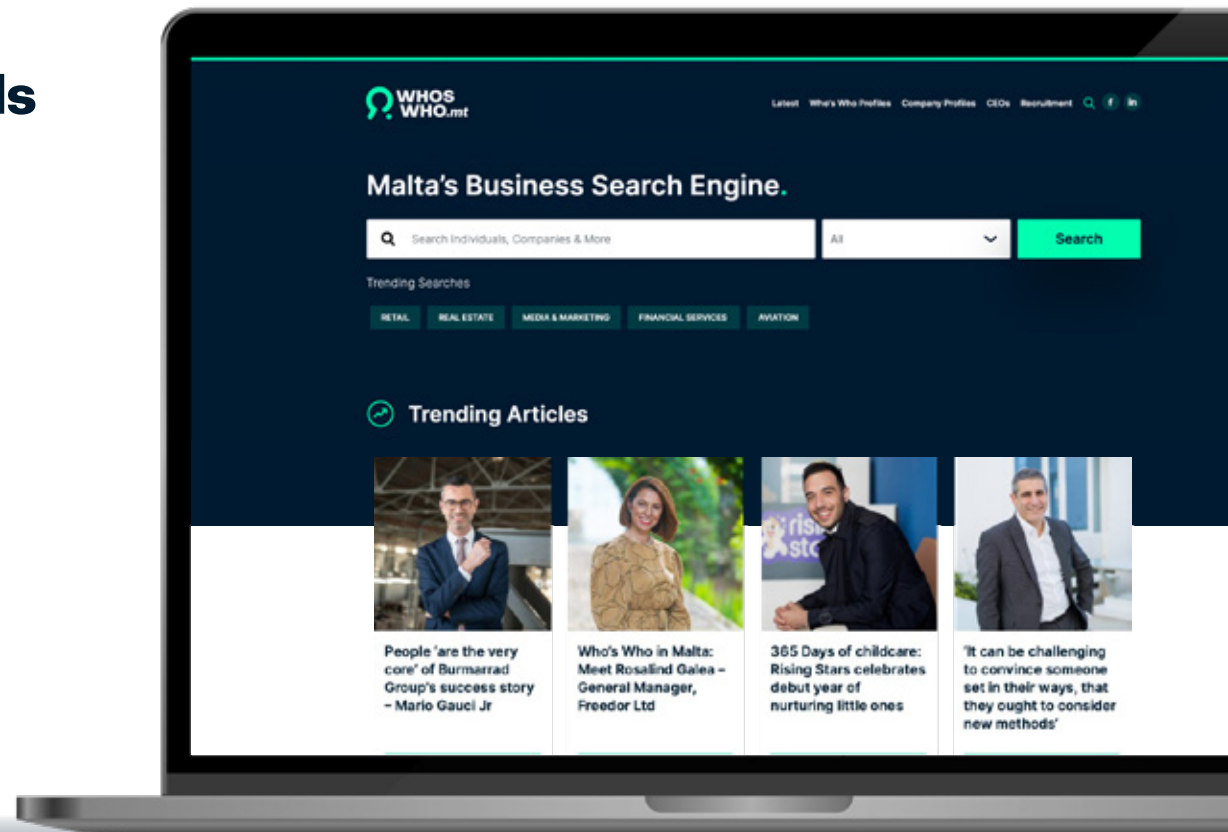 ls
WHOS
WHO.mt
Latest Who's Who Profiles Company Profiles CEOs Recruitment f in
Malta's Business Search Engine.
Search Individuals, Companies & More
All
Search
Trending Searches
RETAIL REAL ESTATE MEDIA & MARKETING FINANCIAL SERVICES AVIATION
Trending Articles
risi
sta
People 'are the very
core' of Burmarrad
Group's success story
– Mario Gauci Jr
Who's Who in Malta:
Meet Rosalind Galea –
General Manager,
Freedor Ltd
365 Days of childcare:
Rising Stars celebrates
debut year of
nurturing little ones
'It can be challenging
to convince someone
set in their ways, that
they ought to consider
new methods'